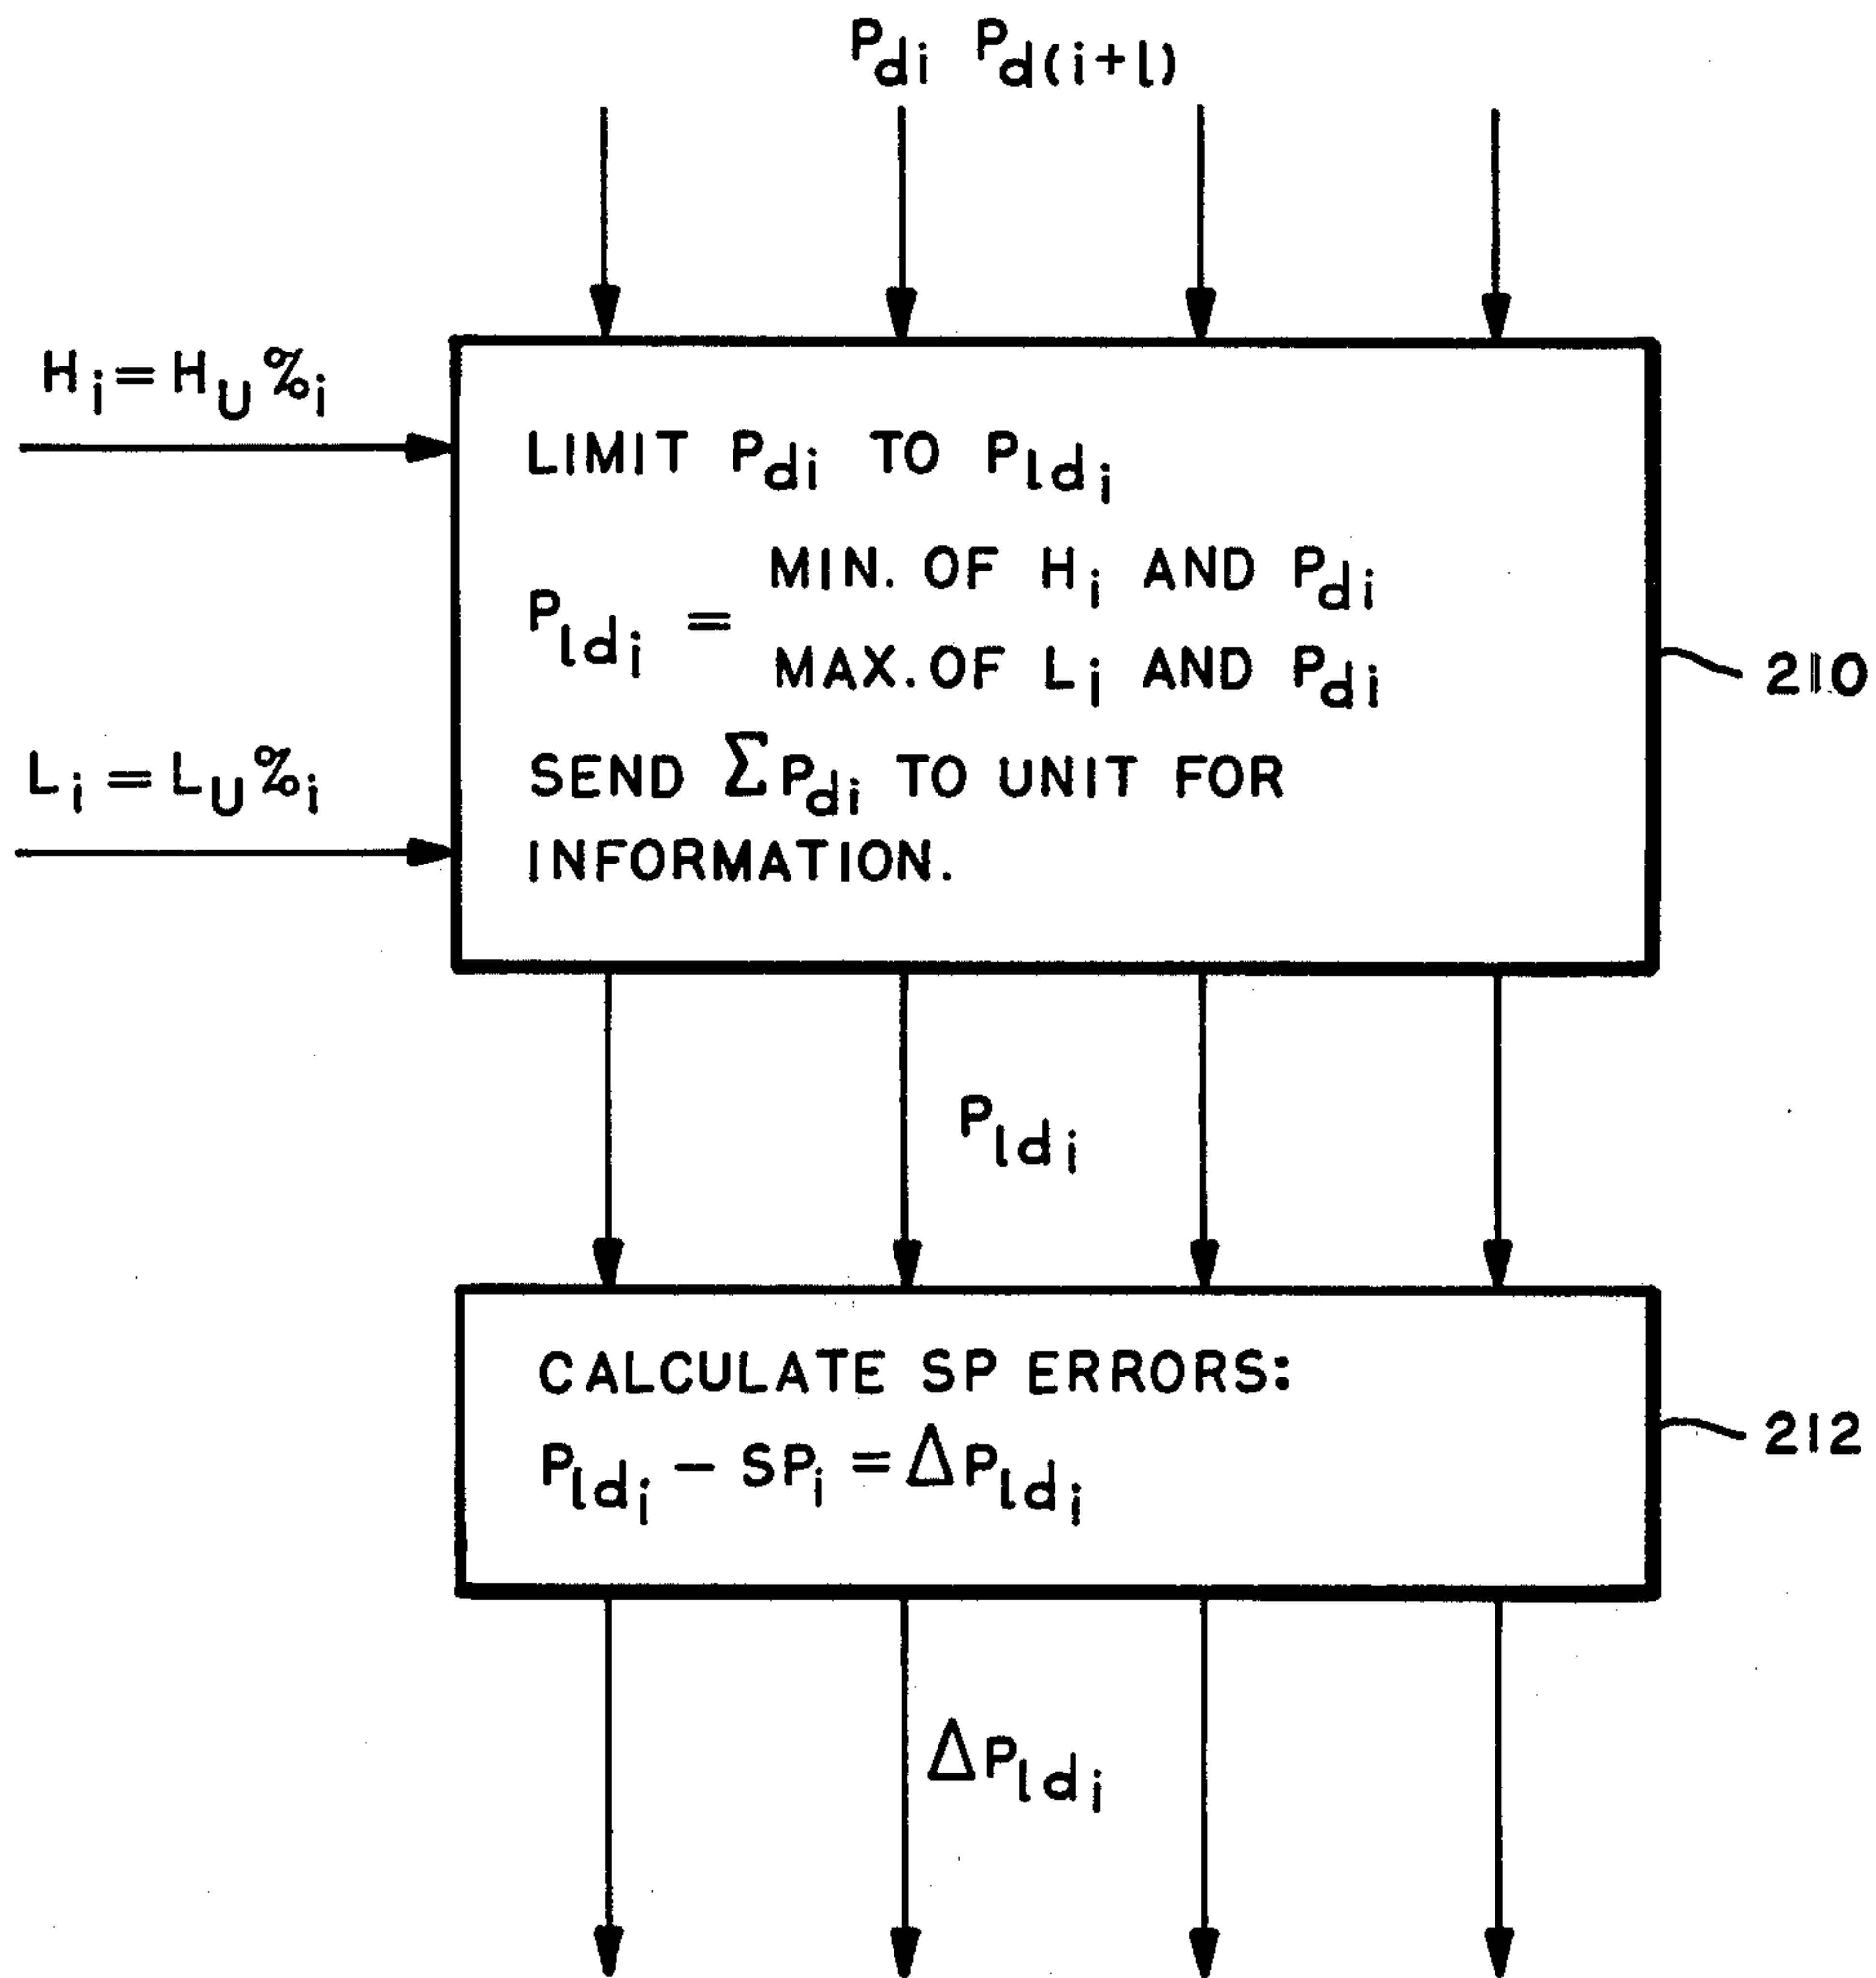 Pdi Pd(i+1)
Hi=HU%i
LIMIT Pdi TO Pldi
MIN. OF Hi AND Pdi
Pldi =
MAX. OF Li AND Pdi
210
Li=LU%i
SEND ΣPdi TO UNIT FOR
INFORMATION.
Pldi
CALCULATE SP ERRORS:
Pldi - SPi = ΔPldi
212
ΔPldi